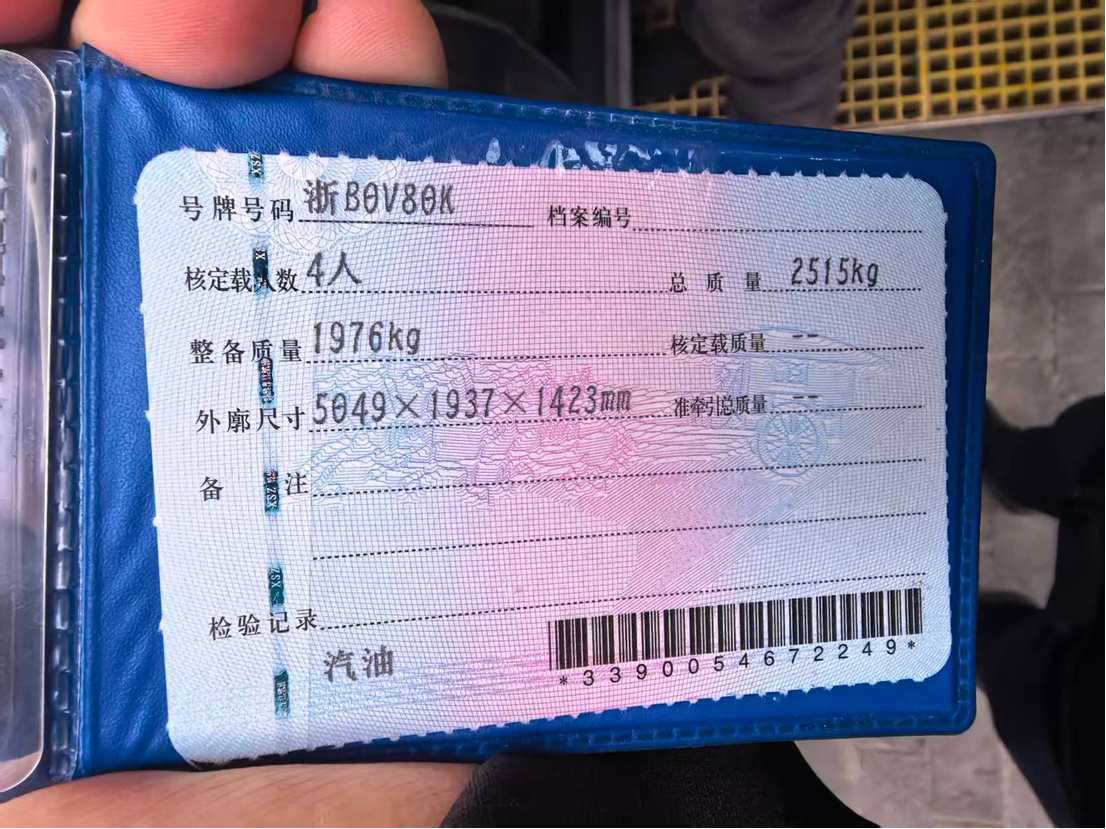 号牌号码 浙B0V80K 档案编号
核定载人数 4人 总质量 2515kg
整备质量 1976kg 核定载质量 --
外廓尺寸 5049×1937×1423mm 准牵引总质量 --
备注
检验记录
汽油
*3390054672249*